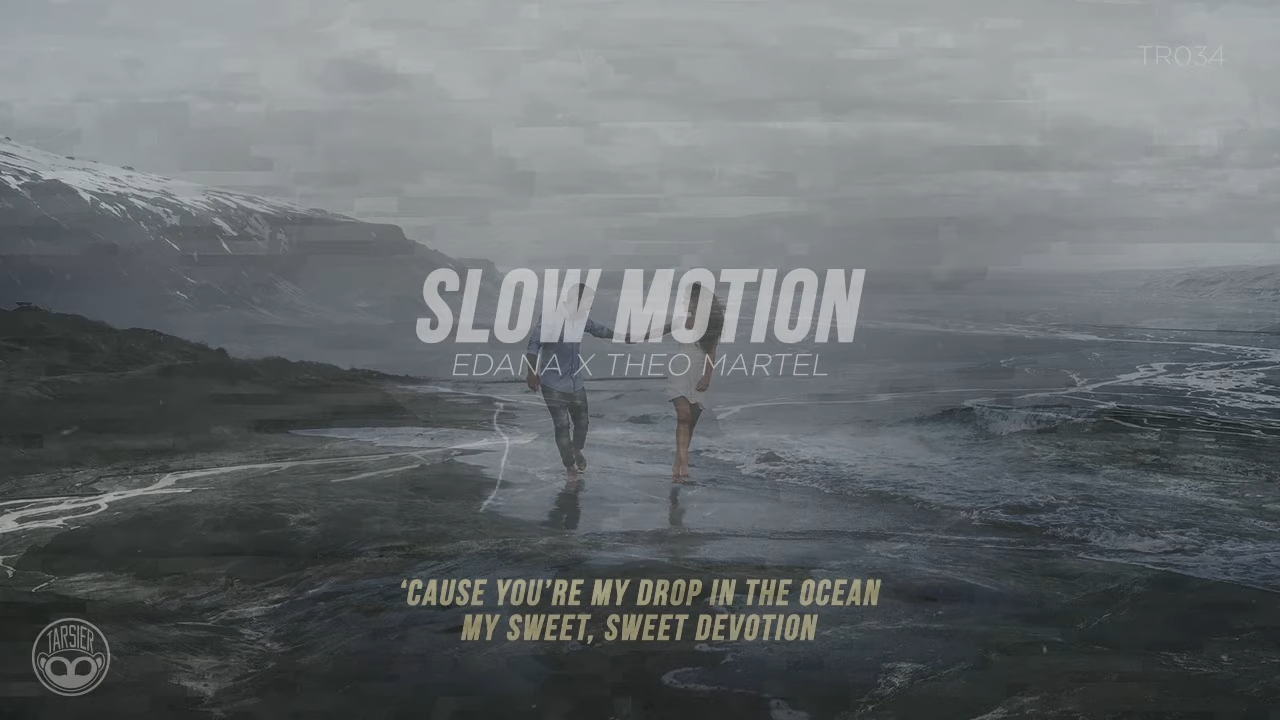 TR034
SLOW MOTION
EDANA X THEO MARTEL
‘CAUSE YOU’RE MY DROP IN THE OCEAN
MY SWEET, SWEET DEVOTION
TARSIER